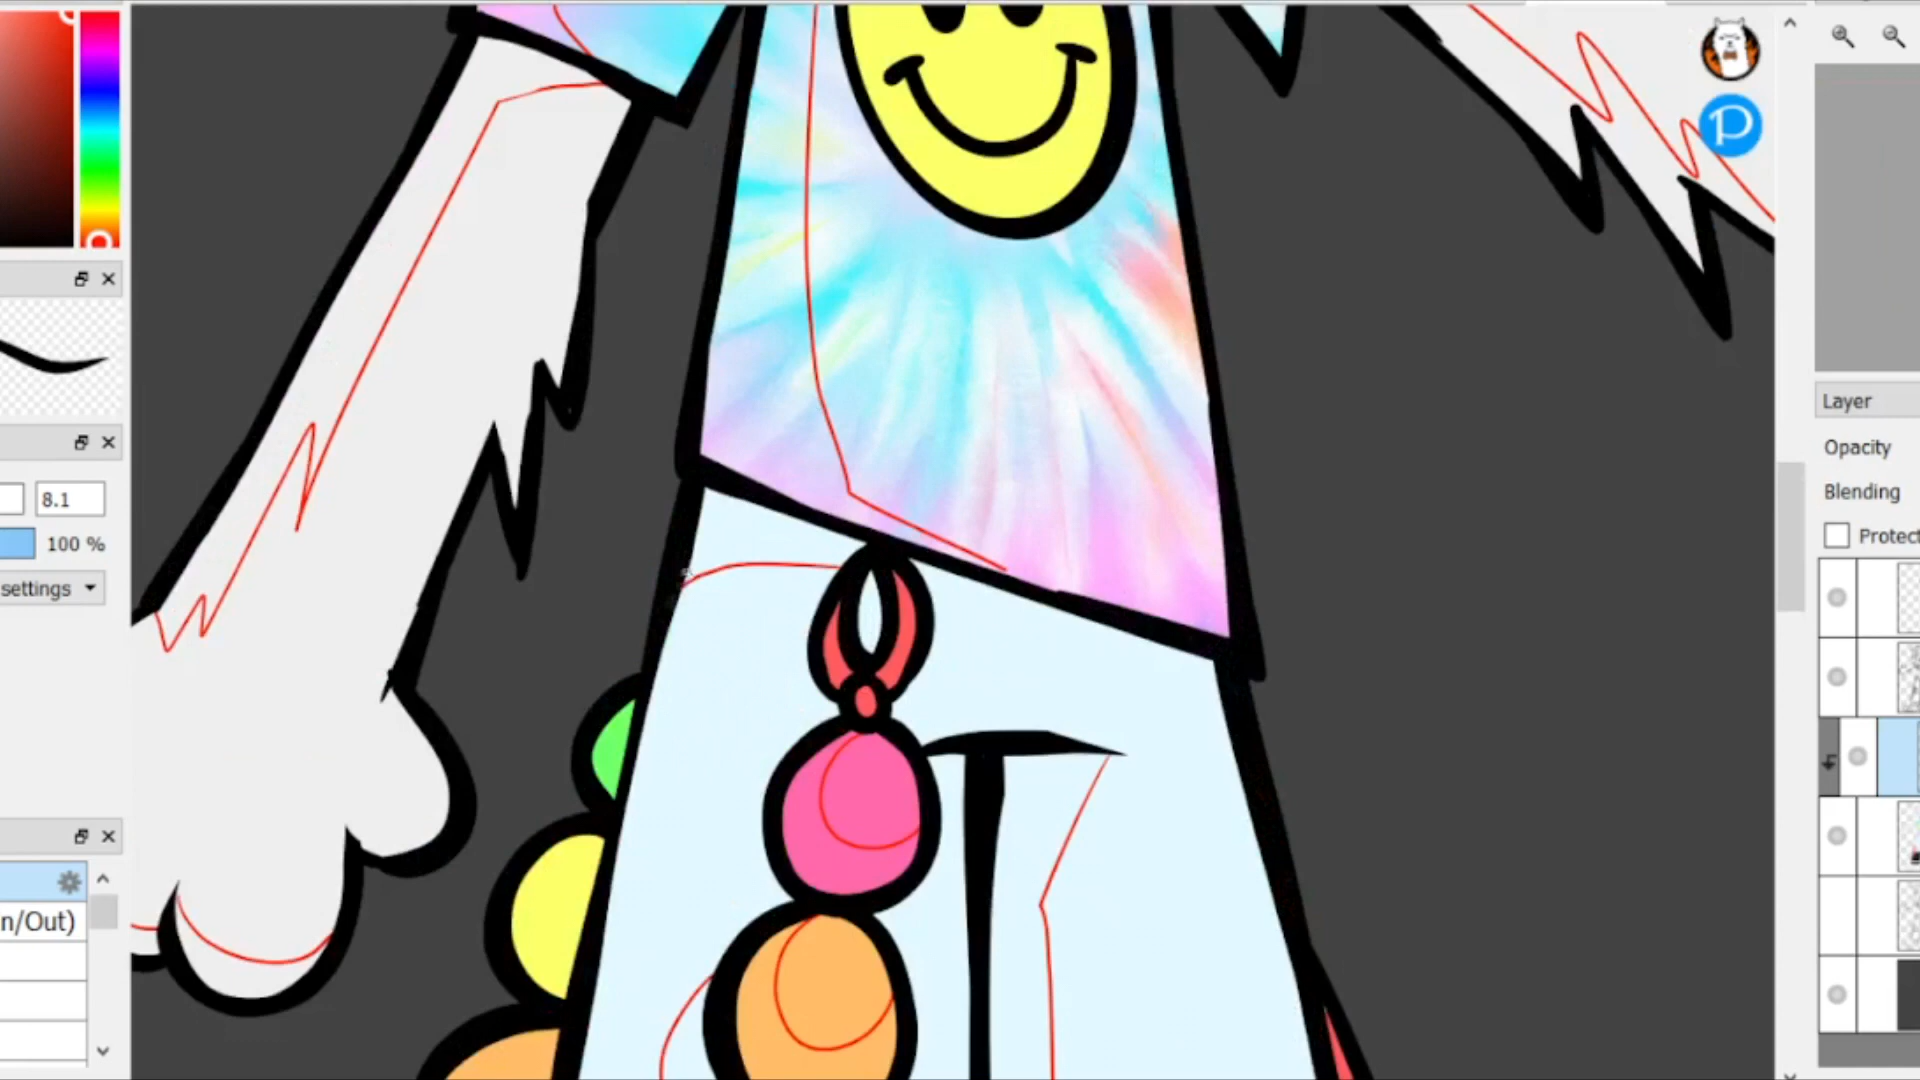 8.1
100 %
settings
n/Out)
P
Layer
Opacity
Blending
Protect